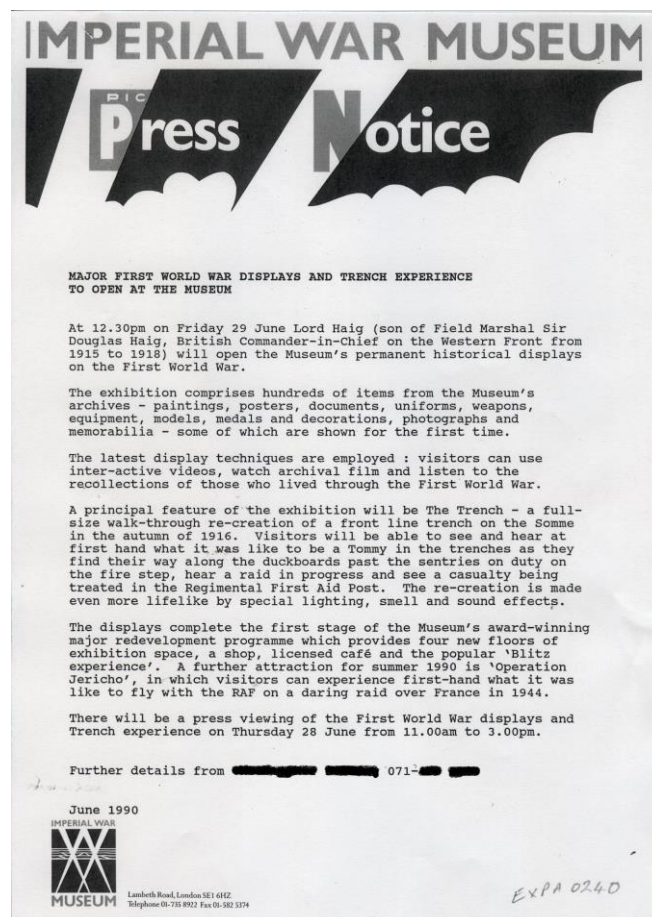 IMPERIAL WAR MUSEUM
PIC
Press Notice
MAJOR FIRST WORLD WAR DISPLAYS AND TRENCH EXPERIENCE
TO OPEN AT THE MUSEUM
At 12.30pm on Friday 29 June Lord Haig (son of Field Marshal Sir
Douglas Haig, British Commander-in-Chief on the Western Front from
1915 to 1918) will open the Museum's permanent historical displays
on the First World War.
The exhibition comprises hundreds of items from the Museum's
archives - paintings, posters, documents, uniforms, weapons,
equipment, models, medals and decorations, photographs and
memorabilia - some of which are shown for the first time.
The latest display techniques are employed : visitors can use
inter-active videos, watch archival film and listen to the
recollections of those who lived through the First World War.
A principal feature of the exhibition will be The Trench - a full-
size walk-through re-creation of a front line trench on the Somme
in the autumn of 1916. Visitors will be able to see and hear at
first hand what it was like to be a Tommy in the trenches as they
find their way along the duckboards past the sentries on duty on
the fire step, hear a raid in progress and see a casualty being
treated in the Regimental First Aid Post. The re-creation is made
even more lifelike by special lighting, smell and sound effects.
The displays complete the first stage of the Museum's award-winning
major redevelopment programme which provides four new floors of
exhibition space, a shop, licensed café and the popular 'Blitz
experience'. A further attraction for summer 1990 is 'Operation
Jericho', in which visitors can experience first-hand what it was
like to fly with the RAF on a daring raid over France in 1944.
There will be a press viewing of the First World War displays and
Trench experience on Thursday 28 June from 11.00am to 3.00pm.
Further details from 071-
June 1990
IMPERIAL WAR
MUSEUM
Lambeth Road, London SE1 6HZ
Telephone 01-735 8922 Fax 01-582 5374
EXPA 0240